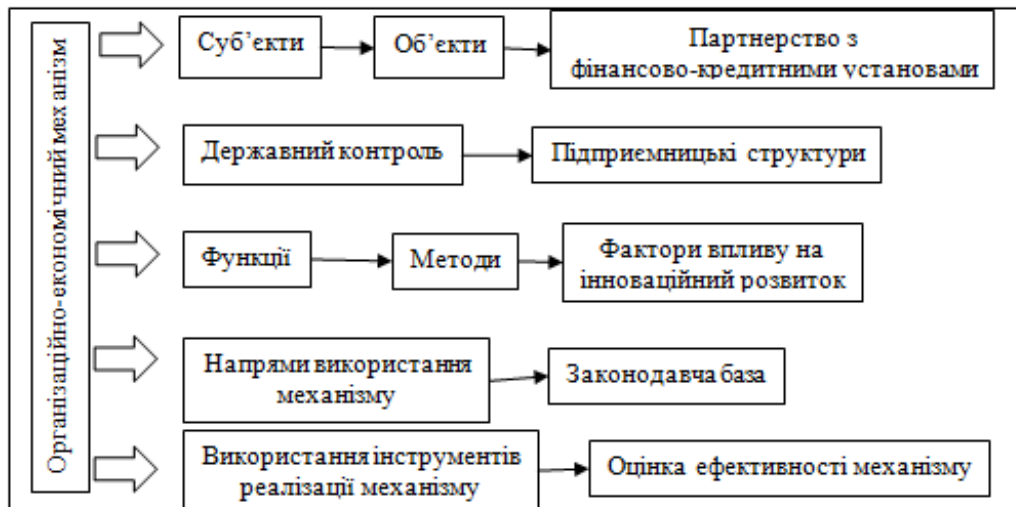 Організаційно-економічний механізм
Суб’єкти
Об’єкти
Партнерство з
фінансово-кредитними установами
Державний контроль
Підприємницькі структури
Функції
Методи
Фактори впливу на
інноваційний розвиток
Напрями використання
механізму
Законодавча база
Використання інструментів
реалізації механізму
Оцінка ефективності механізму